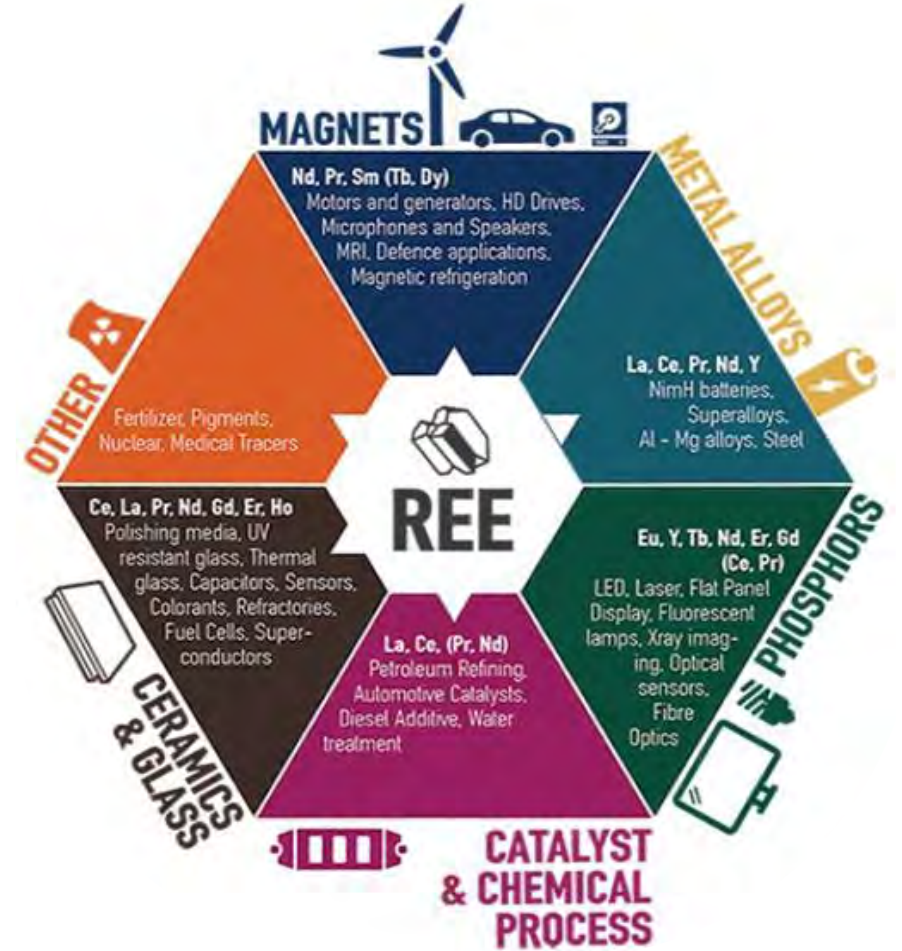 MAGNETS
Nd, Pr, Sm (Tb, Dy)
Motors and generators, HD Drives,
Microphones and Speakers,
MRI, Defence applications,
Magnetic refrigeration
METAL ALLOYS
La, Ce, Pr, Nd, Y
NimH batteries,
Superalloys,
Al - Mg alloys, Steel
OTHER
Fertilizer, Pigments,
Nuclear, Medical Tracers
REE
Ce, La, Pr, Nd, Gd, Er, Ho
Polishing media, UV
resistant glass, Thermal
glass, Capacitors, Sensors,
Colorants, Refractories,
Fuel Cells, Super-
conductors
CERAMICS
& GLASS
Eu, Y, Tb, Nd, Er, Gd
(Ce, Pr)
LED, Laser, Flat Panel
Display, Fluorescent
lamps, Xray imag-
ing, Optical
sensors,
Fibre
Optics
PHOSPHORS
La, Ce, (Pr, Nd)
Petroleum Refining,
Automotive Catalysts,
Diesel Additive, Water
treatment
CATALYST
& CHEMICAL
PROCESS